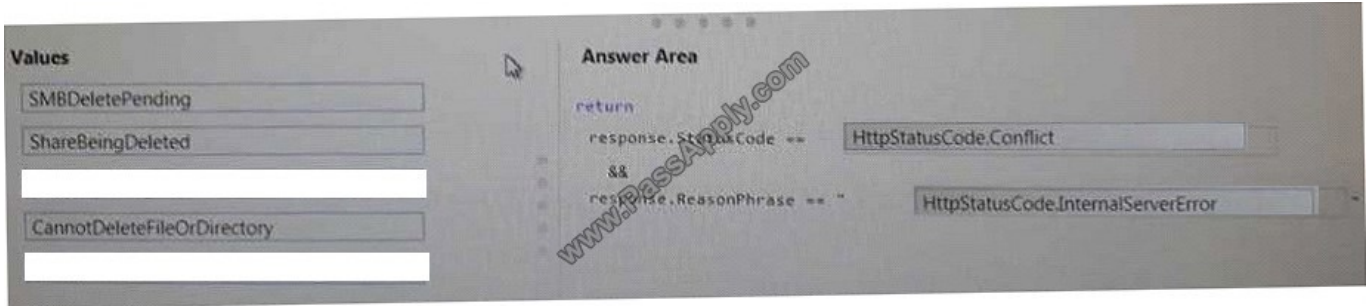 Values
SMBDeletePending
ShareBeingDeleted
CannotDeleteFileOrDirectory
Answer Area
return
response.StatusCode == HttpStatusCode.Conflict
&&
response.ReasonPhrase == " HttpStatusCode.InternalServerError "
www.PassApply.com